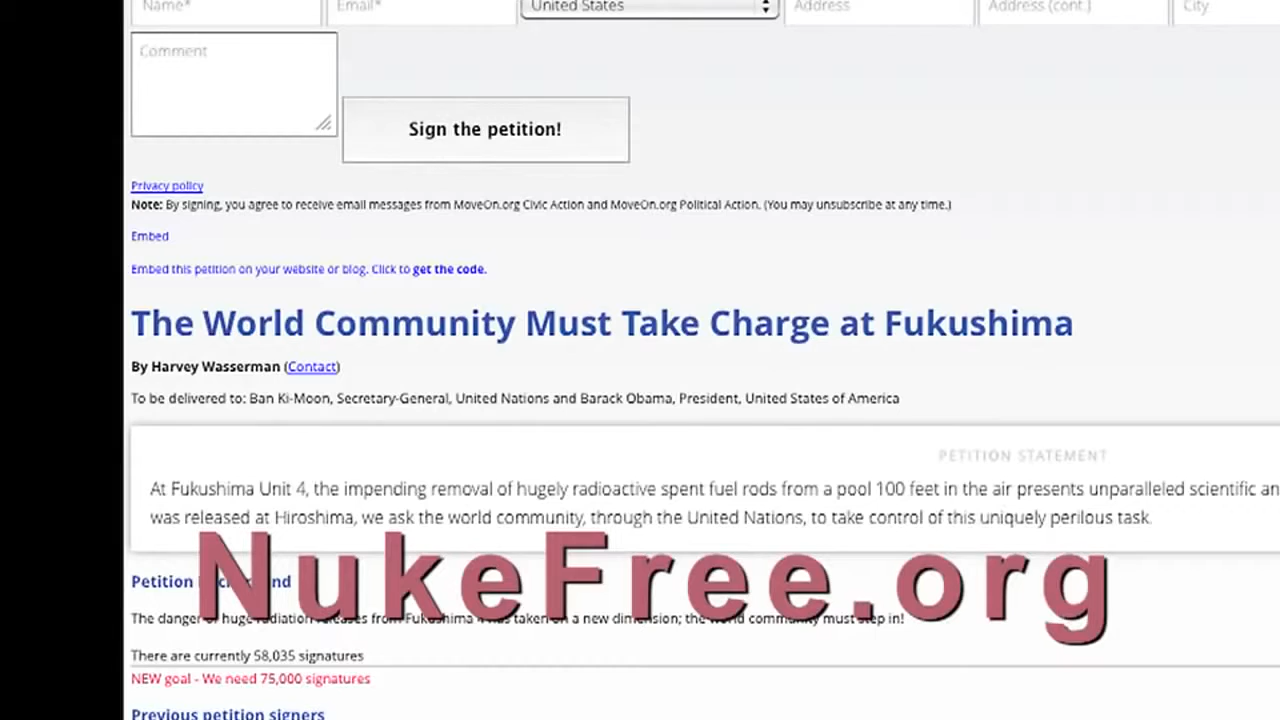 Name* Email* United States Address Address (cont.) City
Comment
Sign the petition!
Privacy policy
Note: By signing, you agree to receive email messages from MoveOn.org Civic Action and MoveOn.org Political Action. (You may unsubscribe at any time.)
Embed
Embed this petition on your website or blog. Click to get the code.
The World Community Must Take Charge at Fukushima
By Harvey Wasserman (Contact)
To be delivered to: Ban Ki-Moon, Secretary-General, United Nations and Barack Obama, President, United States of America
PETITION STATEMENT
At Fukushima Unit 4, the impending removal of hugely radioactive spent fuel rods from a pool 100 feet in the air presents unparalleled scientific an
was released at Hiroshima, we ask the world community, through the United Nations, to take control of this uniquely perilous task.
NukeFree.org
Petition Background
The danger of huge radiation releases from Fukushima 4 has taken on a new dimension; the world community must step in!
There are currently 58,035 signatures
NEW goal - We need 75,000 signatures
Previous petition signers